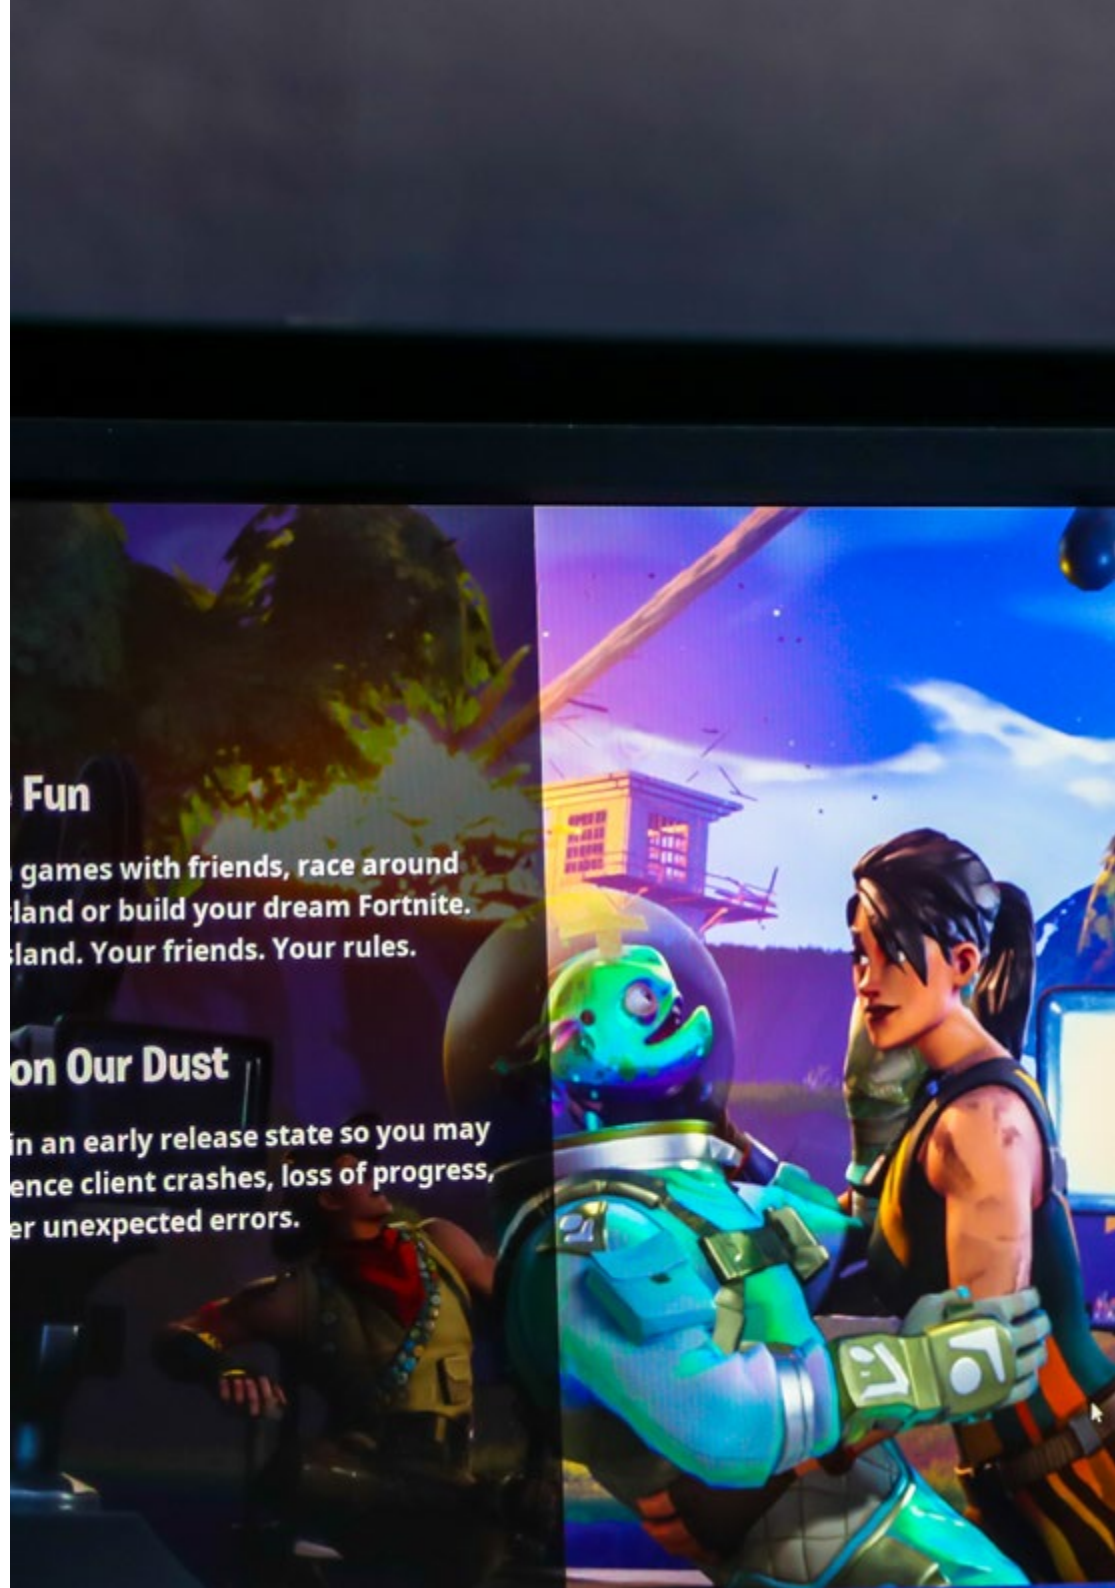 Fun
games with friends, race around
land or build your dream Fortnite.
land. Your friends. Your rules.
on Our Dust
in an early release state so you may
ence client crashes, loss of progress,
er unexpected errors.